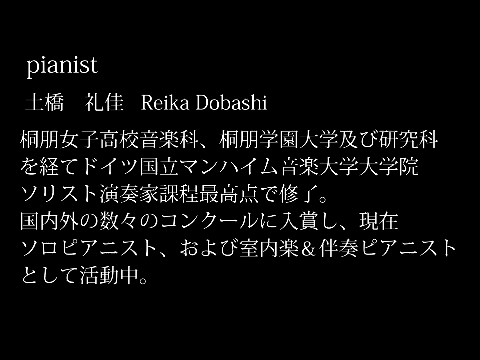 pianist
土橋　礼佳　Reika Dobashi
桐朋女子高校音楽科、桐朋学園大学及び研究科
を経てドイツ国立マンハイム音楽大学大学院
ソリスト演奏家課程最高点で修了。
国内外の数々のコンクールに入賞し、現在
ソロピアニスト、および室内楽＆伴奏ピアニスト
として活動中。